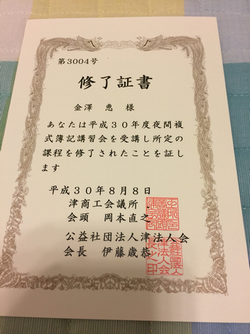 第3004号
修了証書
金澤 恵 様
あなたは平成30年度夜間複
式簿記講習会を受講し所定の
課程を修了されたことを証し
ます
平成30年8月8日
津商工会議所
会頭 岡本直之
公益社団法人津法人会
会長 伊藤歳恭